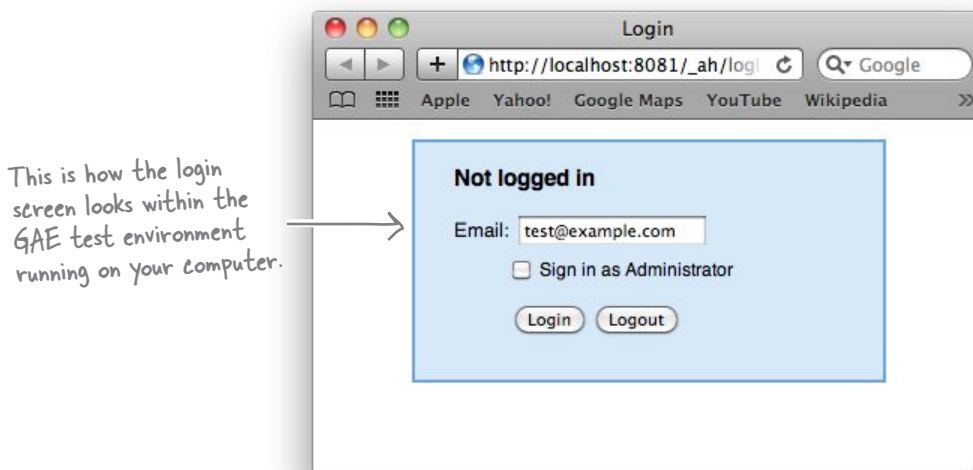 Login
http://localhost:8081/_ah/logi
Google
Apple Yahoo! Google Maps YouTube Wikipedia
This is how the login
screen looks within the
GAE test environment
running on your computer.
Not logged in
Email: test@example.com
Sign in as Administrator
Login Logout